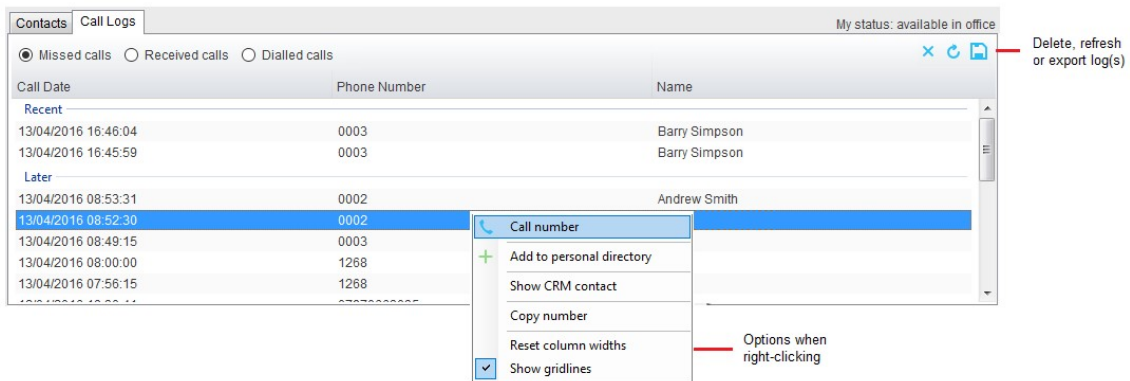 Contacts Call Logs My status: available in office
Missed calls Received calls Dialled calls
Delete, refresh
or export log(s)
Call Date Phone Number Name
Recent
13/04/2016 16:46:04 0003 Barry Simpson
13/04/2016 16:45:59 0003 Barry Simpson
Later
13/04/2016 08:53:31 0002 Andrew Smith
13/04/2016 08:52:30 0002
13/04/2016 08:49:15 0003
13/04/2016 08:00:00 1268
13/04/2016 07:56:15 1268
Call number
Add to personal directory
Show CRM contact
Copy number
Reset column widths
Show gridlines
Options when
right-clicking